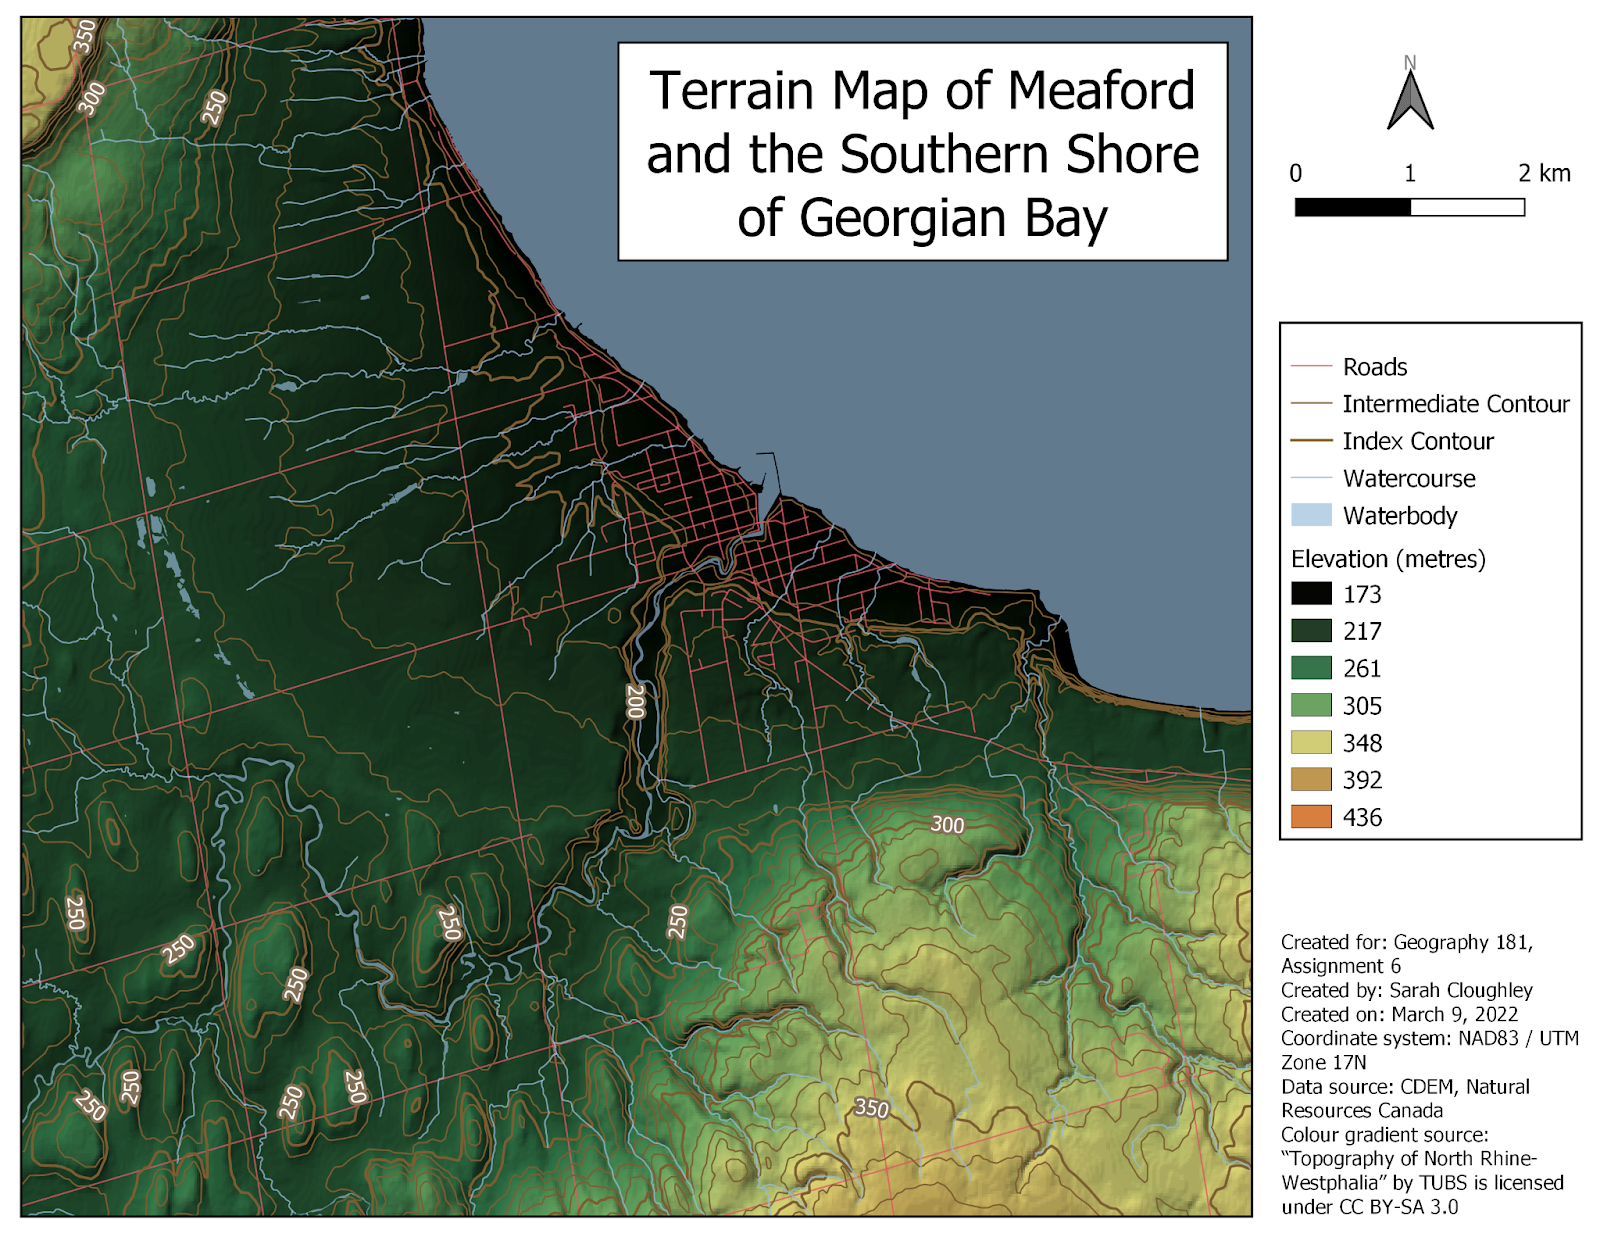 Terrain Map of Meaford
and the Southern Shore
of Georgian Bay
N
0 1 2 km
Roads
Intermediate Contour
Index Contour
Watercourse
Waterbody
Elevation (metres)
173
217
261
305
348
392
436
350
300
250
200
300
250
250
250
250
250
250
250
250
250
350
Created for: Geography 181,
Assignment 6
Created by: Sarah Cloughley
Created on: March 9, 2022
Coordinate system: NAD83 / UTM
Zone 17N
Data source: CDEM, Natural
Resources Canada
Colour gradient source:
“Topography of North Rhine-
Westphalia” by TUBS is licensed
under CC BY-SA 3.0